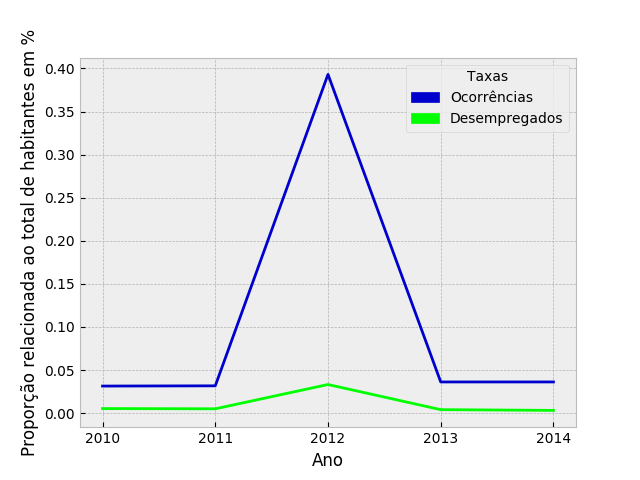 Proporção relacionada ao total de habitantes em %
0.40
0.35
0.30
0.25
0.20
0.15
0.10
0.05
0.00
Taxas
Ocorrências
Desempregados
2010 2011 2012 2013 2014
Ano